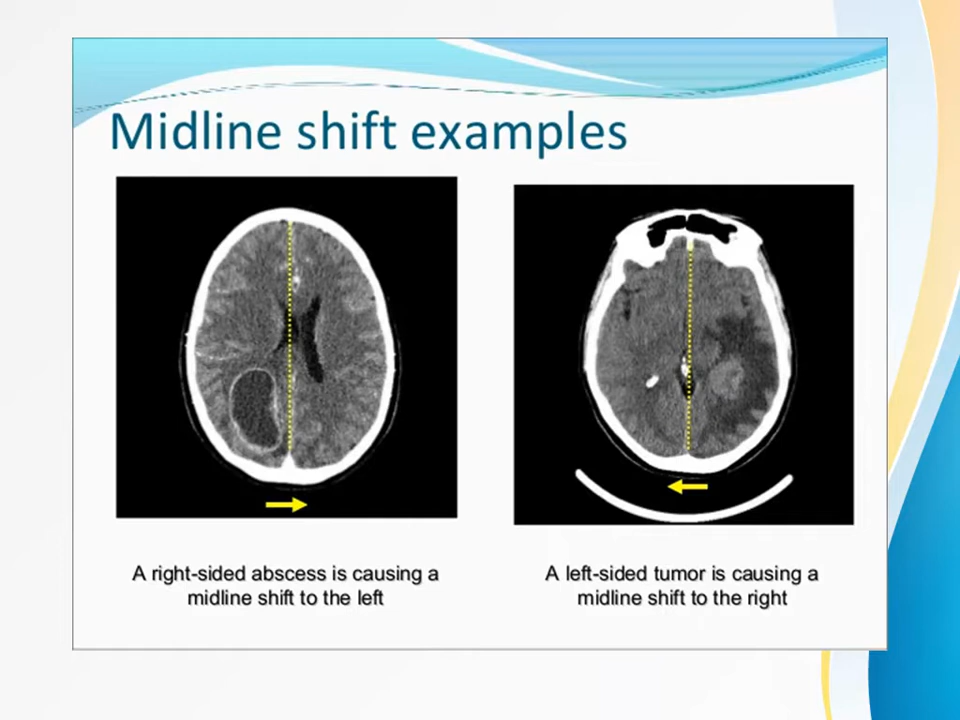 Midline shift examples
A right-sided abscess is causing a
midline shift to the left
A left-sided tumor is causing a
midline shift to the right